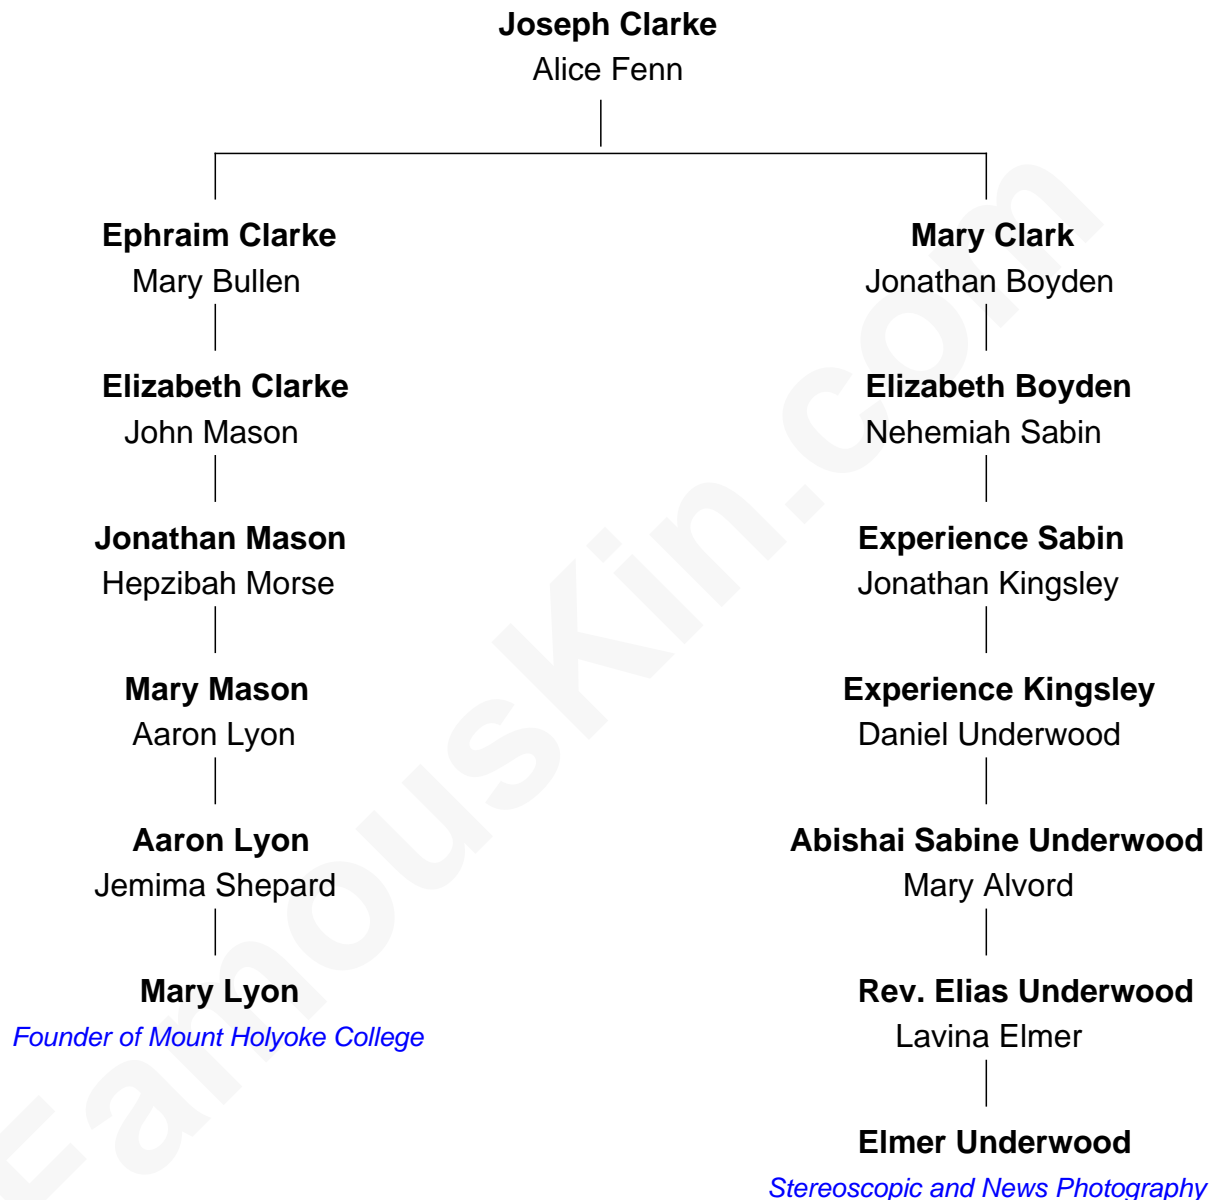 Joseph Clarke
Alice Fenn
Ephraim Clarke
Mary Bullen
Elizabeth Clarke
John Mason
Jonathan Mason
Hepzibah Morse
Mary Mason
Aaron Lyon
Aaron Lyon
Jemima Shepard
Mary Lyon
Founder of Mount Holyoke College
Mary Clark
Jonathan Boyden
Elizabeth Boyden
Nehemiah Sabin
Experience Sabin
Jonathan Kingsley
Experience Kingsley
Daniel Underwood
Abishai Sabine Underwood
Mary Alvord
Rev. Elias Underwood
Lavina Elmer
Elmer Underwood
Stereoscopic and News Photography
FamousKin.com